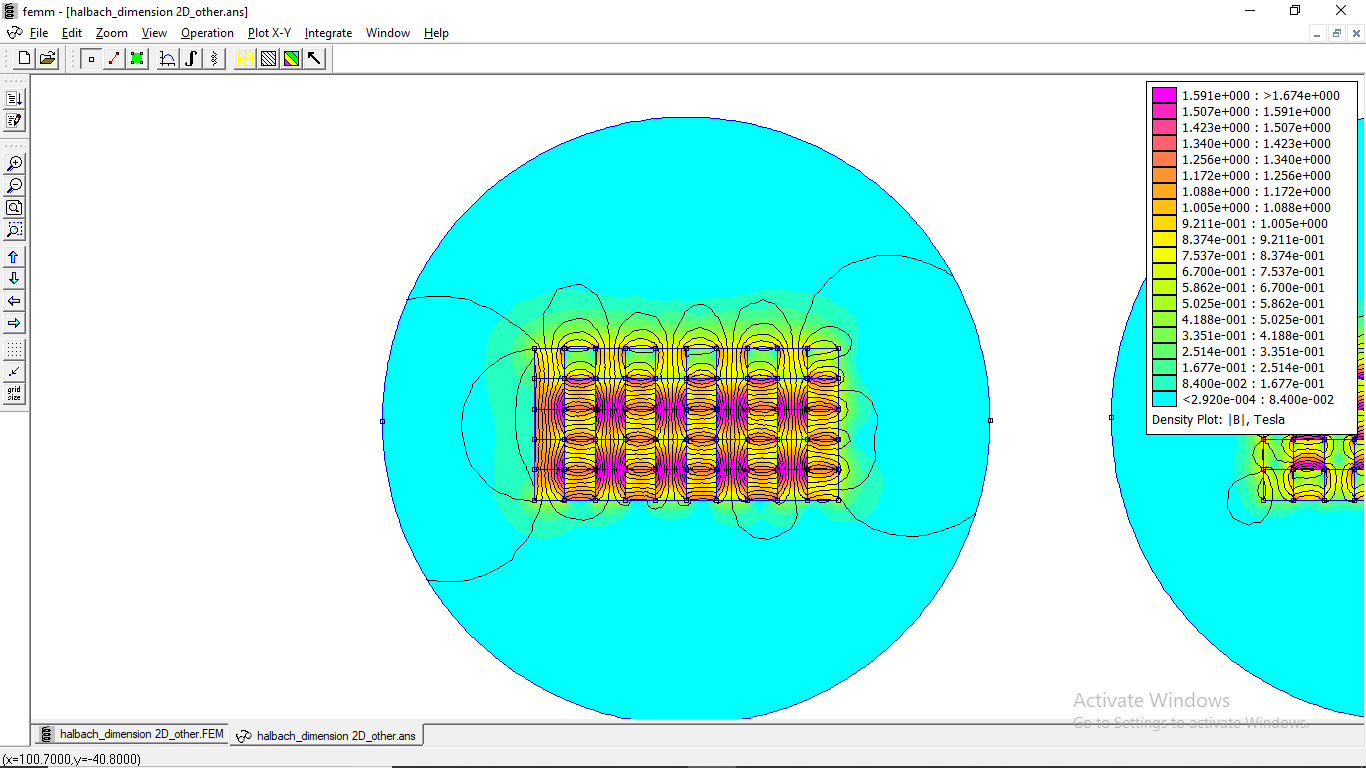 femm - [halbach_dimension 2D_other.ans]
File Edit Zoom View Operation Plot X-Y Integrate Window Help
1.591e+000 : >1.674e+000
1.507e+000 : 1.591e+000
1.423e+000 : 1.507e+000
1.340e+000 : 1.423e+000
1.256e+000 : 1.340e+000
1.172e+000 : 1.256e+000
1.088e+000 : 1.172e+000
1.005e+000 : 1.088e+000
9.211e-001 : 1.005e+000
8.374e-001 : 9.211e-001
7.537e-001 : 8.374e-001
6.700e-001 : 7.537e-001
5.862e-001 : 6.700e-001
5.025e-001 : 5.862e-001
4.188e-001 : 5.025e-001
3.351e-001 : 4.188e-001
2.514e-001 : 3.351e-001
1.677e-001 : 2.514e-001
8.400e-002 : 1.677e-001
<2.920e-004 : 8.400e-002
Density Plot: |B|, Tesla
grid
size
Activate Windows
Go to Settings to activate Windows.
halbach_dimension 2D_other.FEM halbach_dimension 2D_other.ans
(x=100.7000,y=-40.8000)